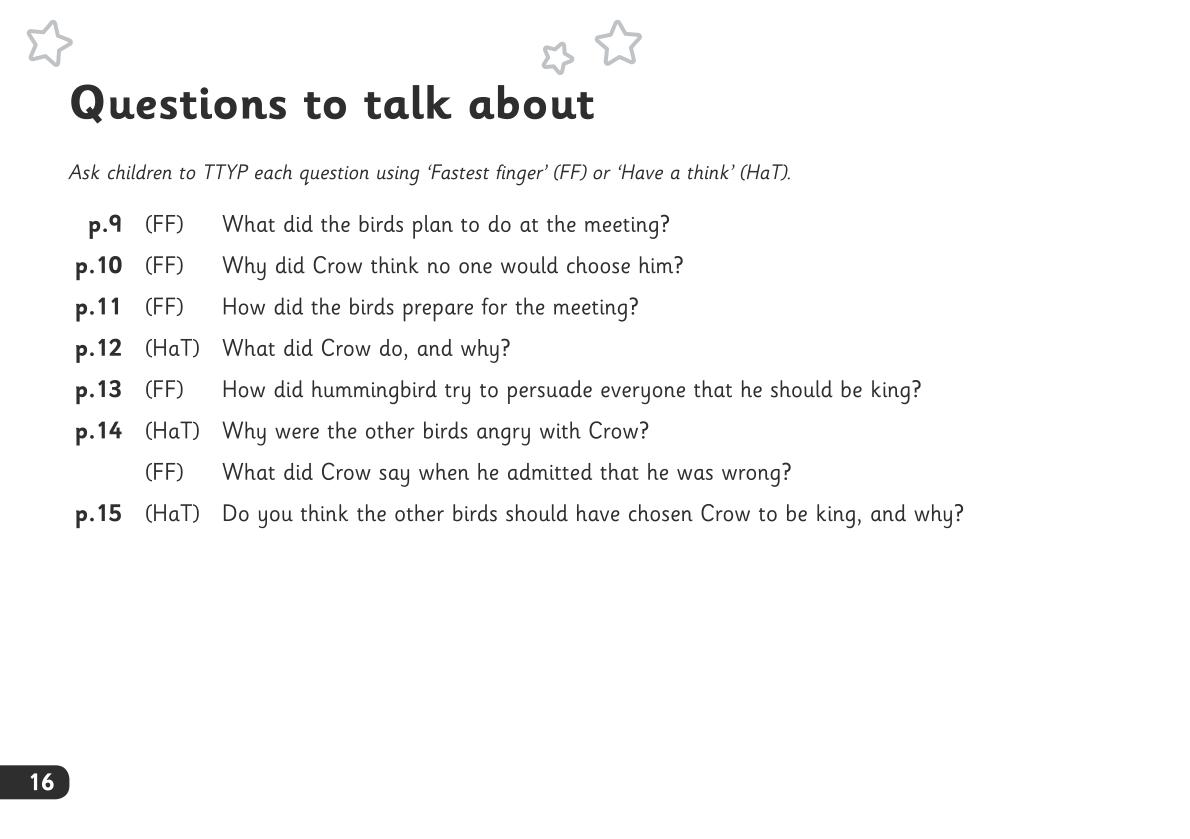 Questions to talk about
Ask children to TTYP each question using ‘Fastest finger’ (FF) or ‘Have a think’ (HaT).
p.9 (FF) What did the birds plan to do at the meeting?
p.10 (FF) Why did Crow think no one would choose him?
p.11 (FF) How did the birds prepare for the meeting?
p.12 (HaT) What did Crow do, and why?
p.13 (FF) How did hummingbird try to persuade everyone that he should be king?
p.14 (HaT) Why were the other birds angry with Crow?
(FF) What did Crow say when he admitted that he was wrong?
p.15 (HaT) Do you think the other birds should have chosen Crow to be king, and why?
16